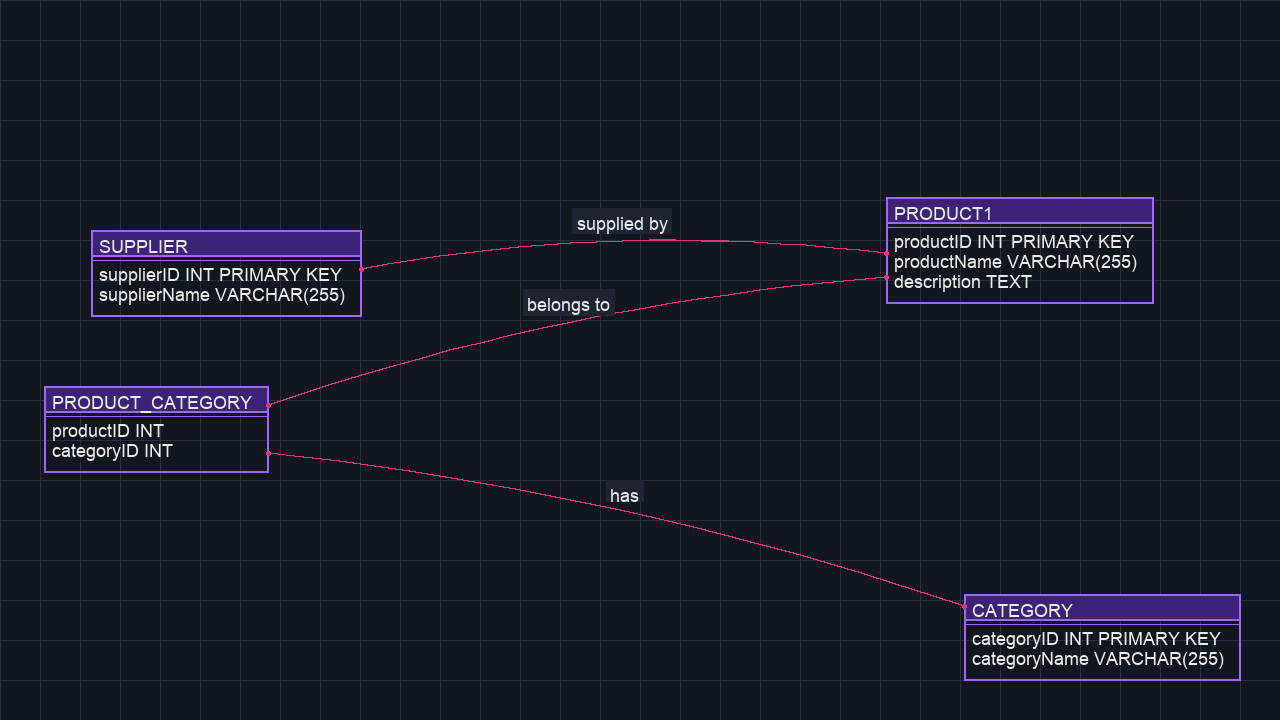 supplied by
PRODUCT1
productID INT PRIMARY KEY
productName VARCHAR(255)
description TEXT
SUPPLIER
supplierID INT PRIMARY KEY
supplierName VARCHAR(255)
belongs to
PRODUCT_CATEGORY
productID INT
categoryID INT
has
CATEGORY
categoryID INT PRIMARY KEY
categoryName VARCHAR(255)